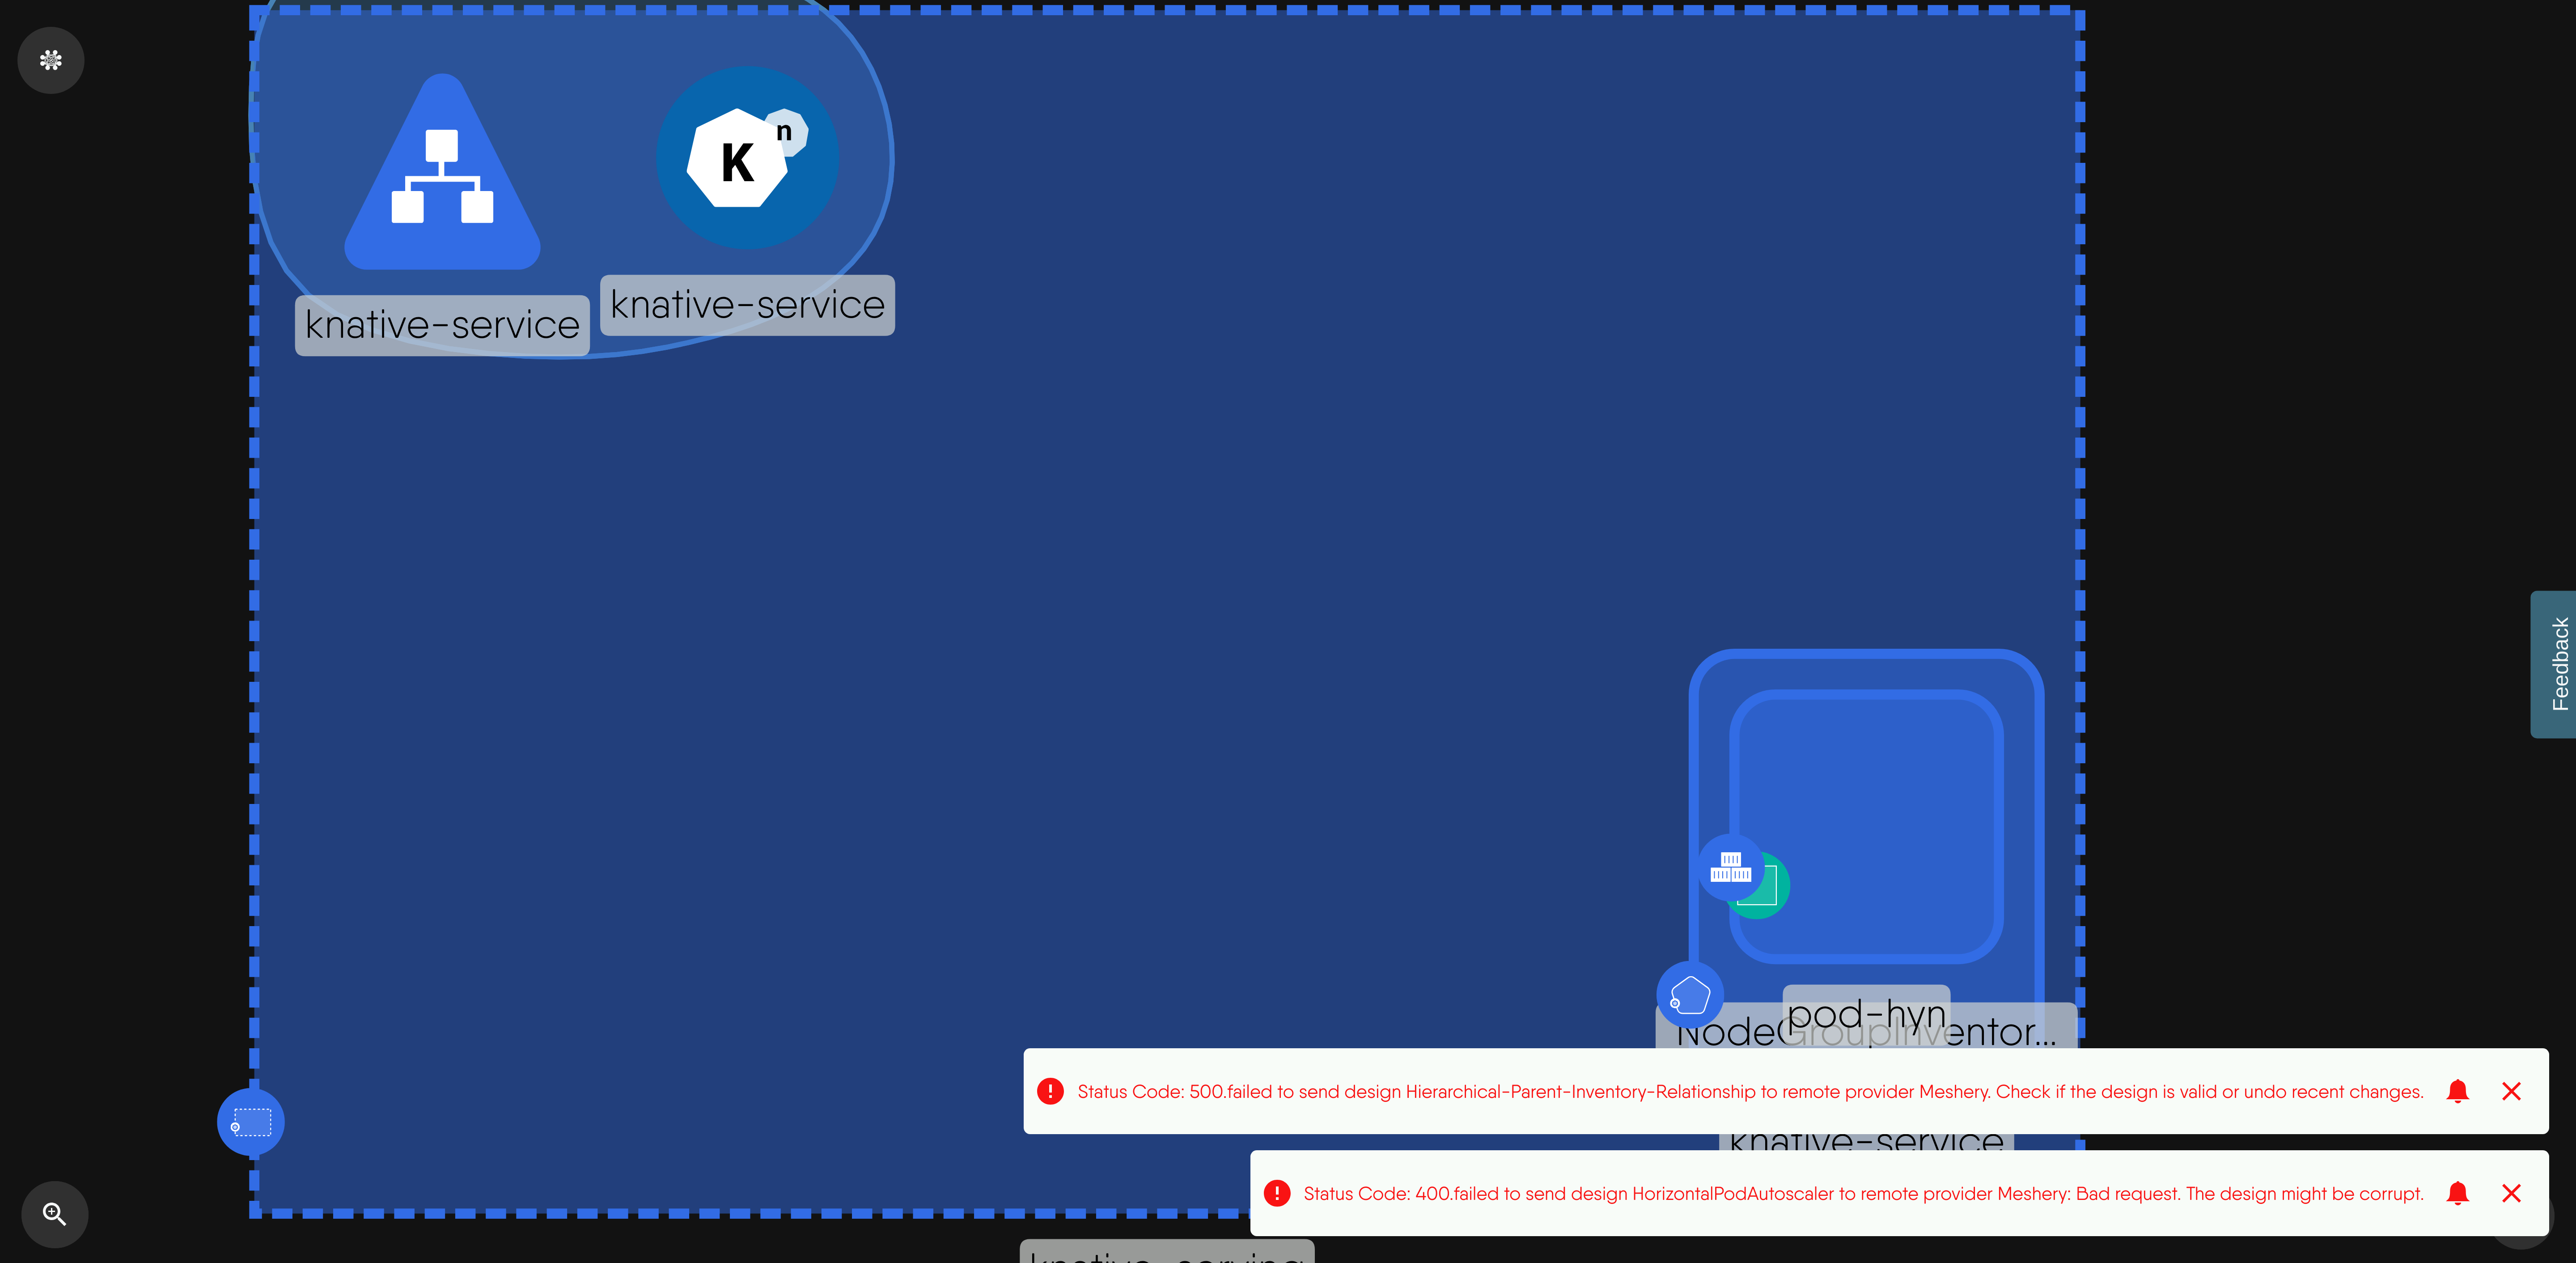 K
n
knative-service
knative-service
Feedback
pod-hyn
NodeGroupInventor...
Status Code: 500.failed to send design Hierarchical-Parent-Inventory-Relationship to remote provider Meshery. Check if the design is valid or undo recent changes.
knative-service
Status Code: 400.failed to send design HorizontalPodAutoscaler to remote provider Meshery: Bad request. The design might be corrupt.
knative-serving